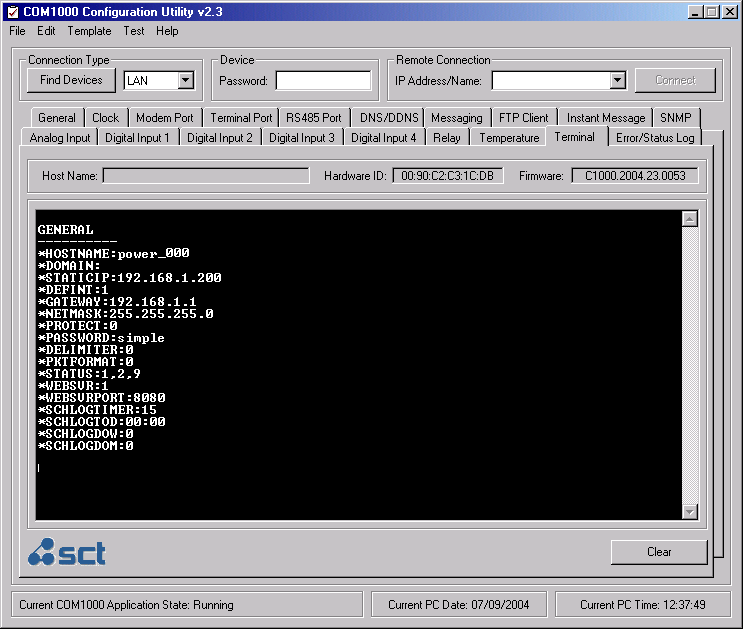 COM1000 Configuration Utility v2.3
File Edit Template Test Help
Connection Type Device Remote Connection
Find Devices LAN Password: IP Address/Name: Connect
General Clock Modem Port Terminal Port RS485 Port DNS/DDNS Messaging FTP Client Instant Message SNMP
Analog Input Digital Input 1 Digital Input 2 Digital Input 3 Digital Input 4 Relay Temperature Terminal Error/Status Log
Host Name: Hardware ID: 00:90:C2:C3:1C:DB Firmware: C1000.2004.23.0053
GENERAL
----------
*HOSTNAME:power_000
*DOMAIN:
*STATICIP:192.168.1.200
*DEFINT:1
*GATEWAY:192.168.1.1
*NETMASK:255.255.255.0
*PROTECT:0
*PASSWORD:simple
*DELIMITER:0
*PKTFORMAT:0
*STATUS:1,2,9
*WEBSVR:1
*WEBSVRPORT:8080
*SCHLOGTIMER:15
*SCHLOGTOD:00:00
*SCHLOGDOW:0
*SCHLOGDOM:0
sct
Clear
Current COM1000 Application State: Running Current PC Date: 07/09/2004 Current PC Time: 12:37:49